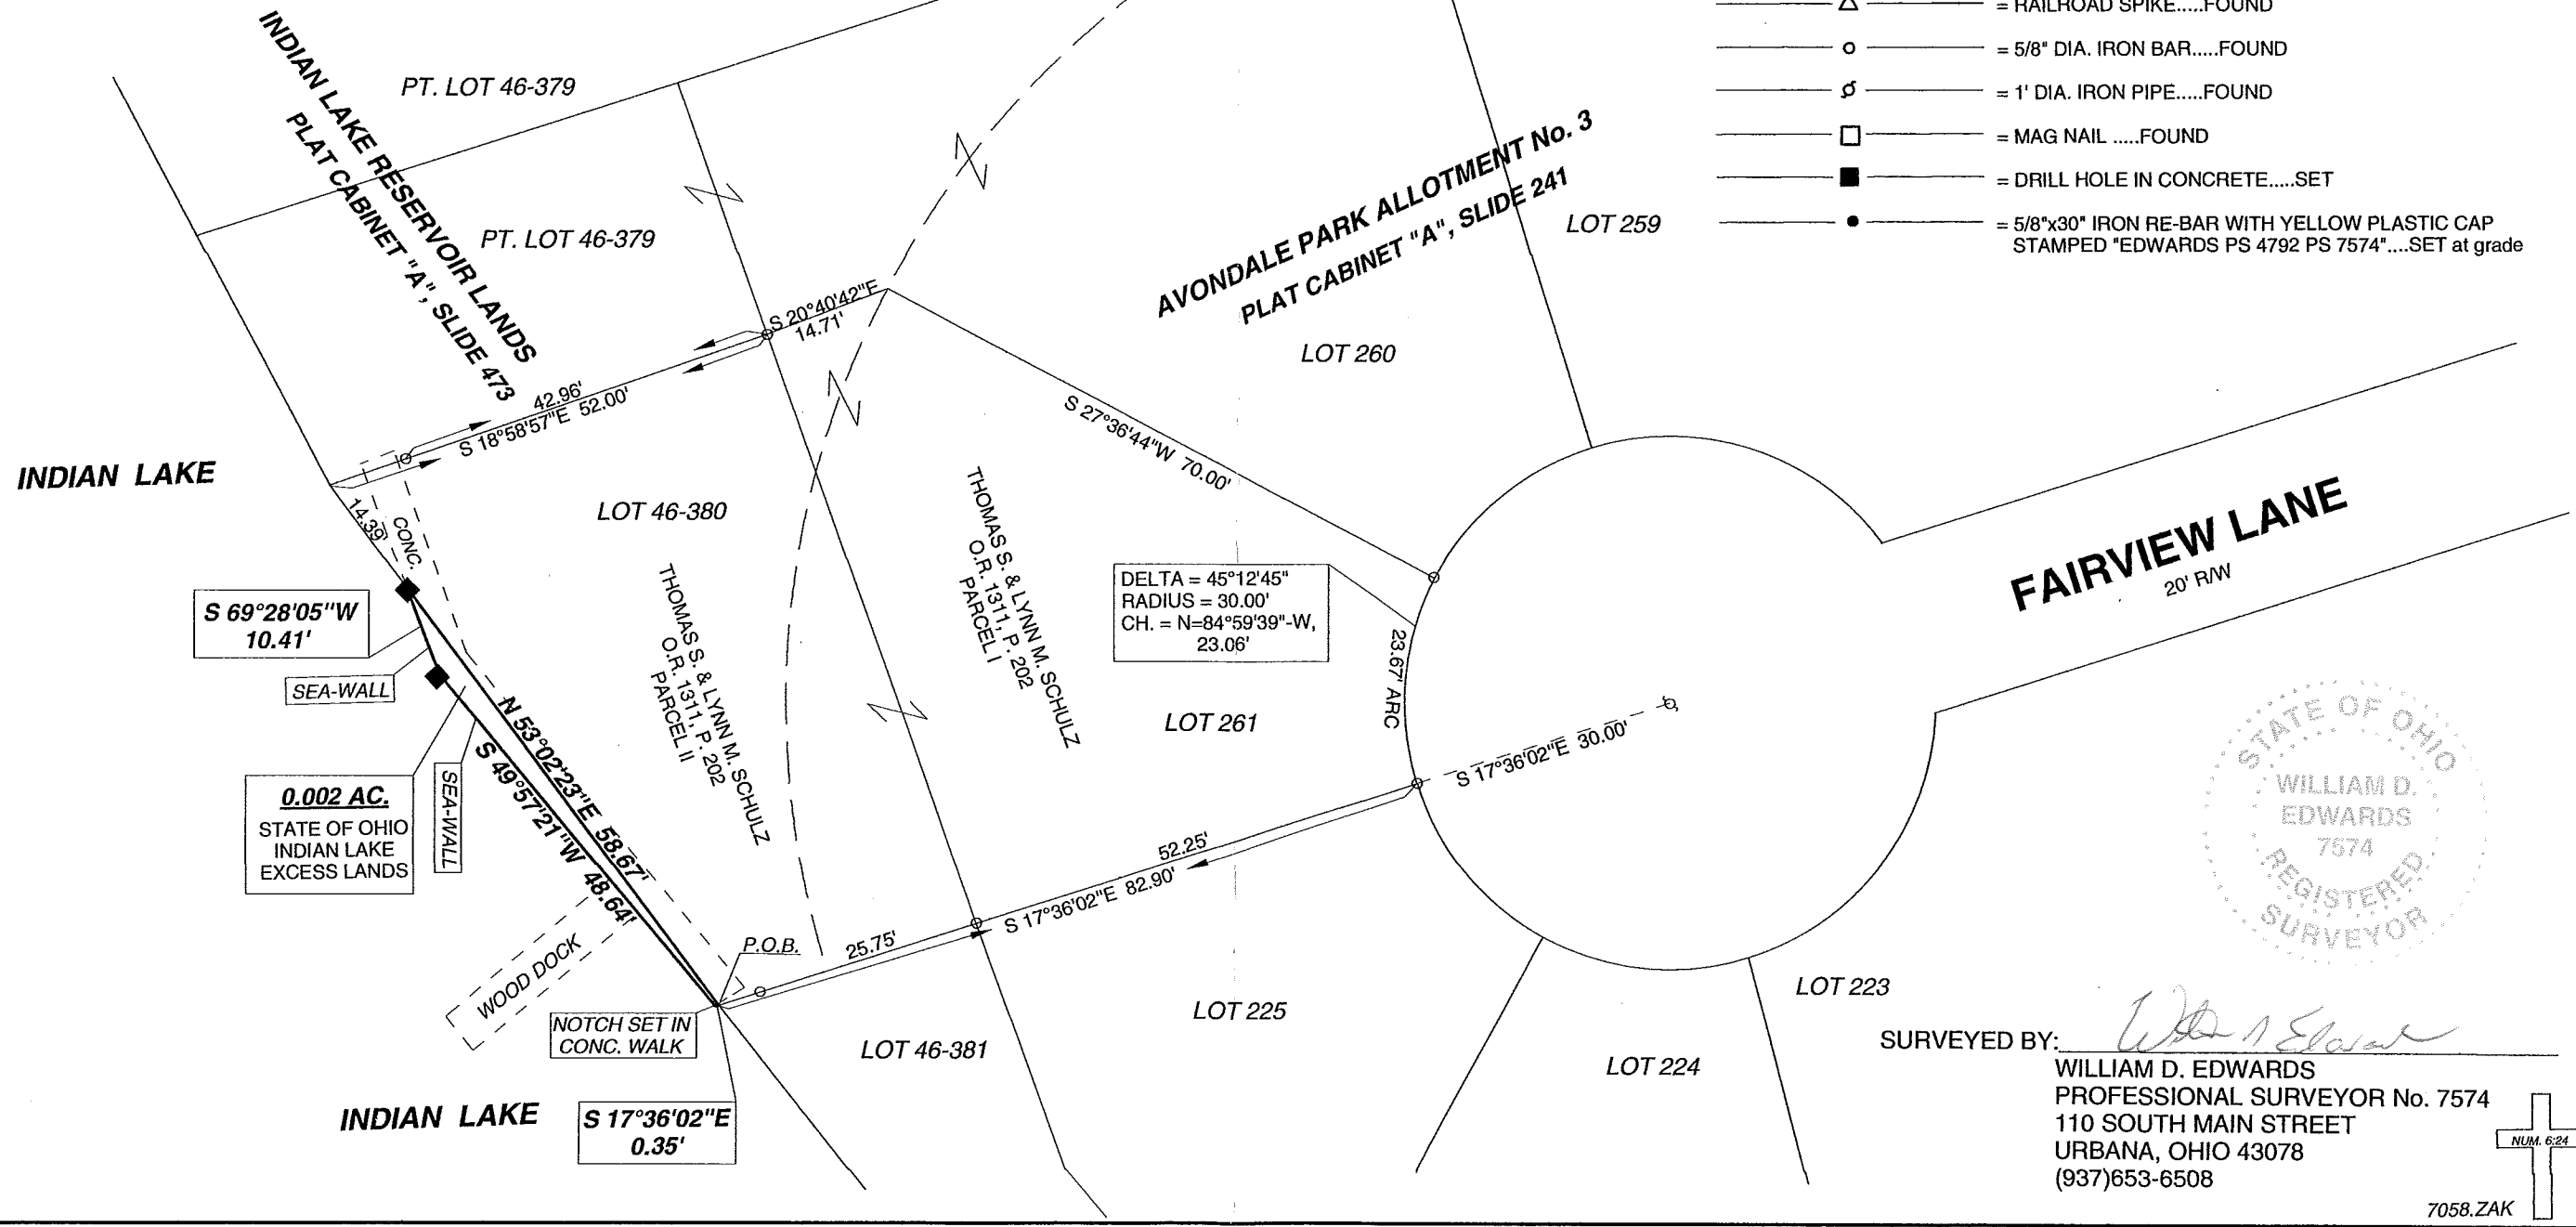 = RAILROAD SPIKE.....FOUND
= 5/8" DIA. IRON BAR.....FOUND
= 1' DIA. IRON PIPE.....FOUND
= MAG NAIL .....FOUND
= DRILL HOLE IN CONCRETE.....SET
= 5/8"x30" IRON RE-BAR WITH YELLOW PLASTIC CAP
STAMPED "EDWARDS PS 4792 PS 7574"....SET at grade
INDIAN LAKE RESERVOIR LANDS
PLAT CABINET "A", SLIDE 473
PT. LOT 46-379
PT. LOT 46-379
AVONDALE PARK ALLOTMENT No. 3
PLAT CABINET "A", SLIDE 241
LOT 259
LOT 260
S 20°40'42"E
14.71'
42.96'
S 18°58'57"E 52.00'
S 27°36'44"W 70.00'
INDIAN LAKE
14.39'
CONC.
LOT 46-380
THOMAS S. & LYNN M. SCHULZ
O.R. 1311, P. 202
PARCEL I
THOMAS S. & LYNN M. SCHULZ
O.R. 1311, P. 202
PARCEL II
DELTA = 45°12'45"
RADIUS = 30.00'
CH. = N=84°59'39"-W,
23.06'
23.67' ARC
FAIRVIEW LANE
20' R/W
S 69°28'05"W
10.41'
SEA-WALL
N 53°02'23"E 58.67'
S 49°57'21"W 48.64'
SEA-WALL
0.002 AC.
STATE OF OHIO
INDIAN LAKE
EXCESS LANDS
LOT 261
S 17°36'02"E 30.00'
52.25'
S 17°36'02"E 82.90'
25.75'
P.O.B.
WOOD DOCK
NOTCH SET IN
CONC. WALK
LOT 46-381
LOT 225
LOT 224
LOT 223
INDIAN LAKE
S 17°36'02"E
0.35'
STATE OF OHIO
WILLIAM D.
EDWARDS
7574
REGISTERED
SURVEYOR
SURVEYED BY:
WILLIAM D. EDWARDS
PROFESSIONAL SURVEYOR No. 7574
110 SOUTH MAIN STREET
URBANA, OHIO 43078
(937)653-6508
NUM. 6:24
7058.ZAK